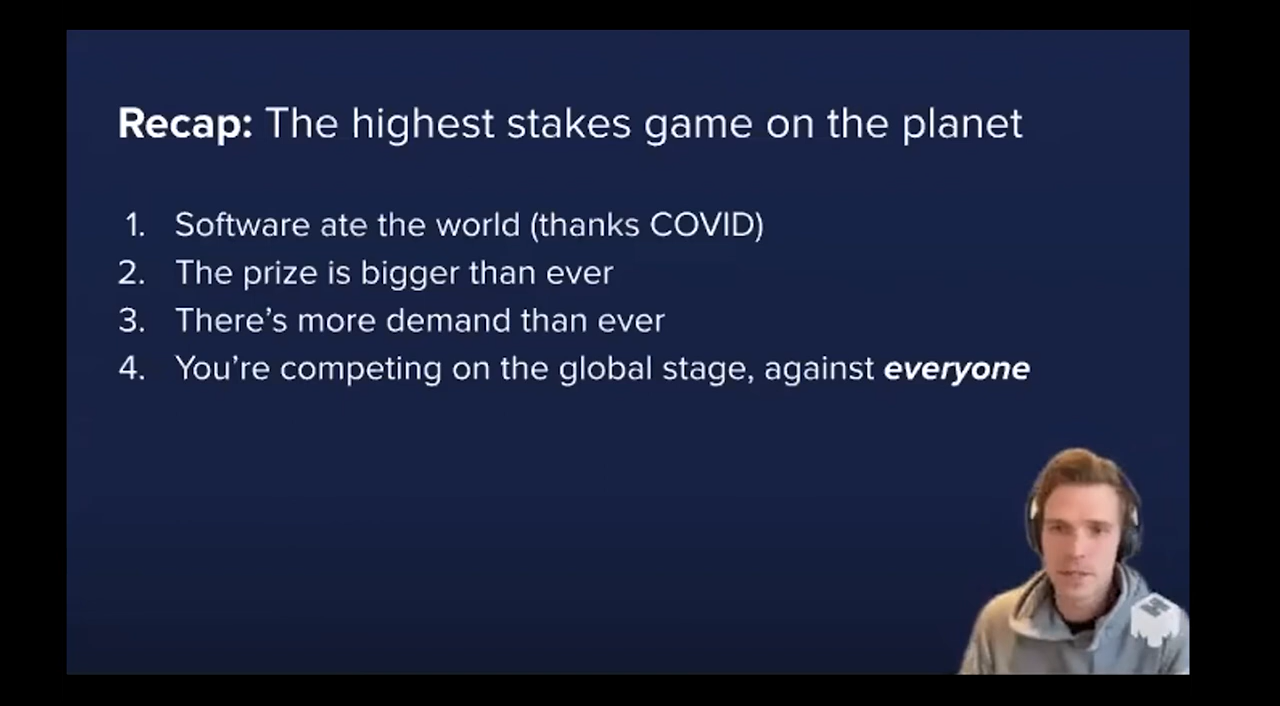 Recap: The highest stakes game on the planet
1. Software ate the world (thanks COVID)
2. The prize is bigger than ever
3. There’s more demand than ever
4. You’re competing on the global stage, against everyone